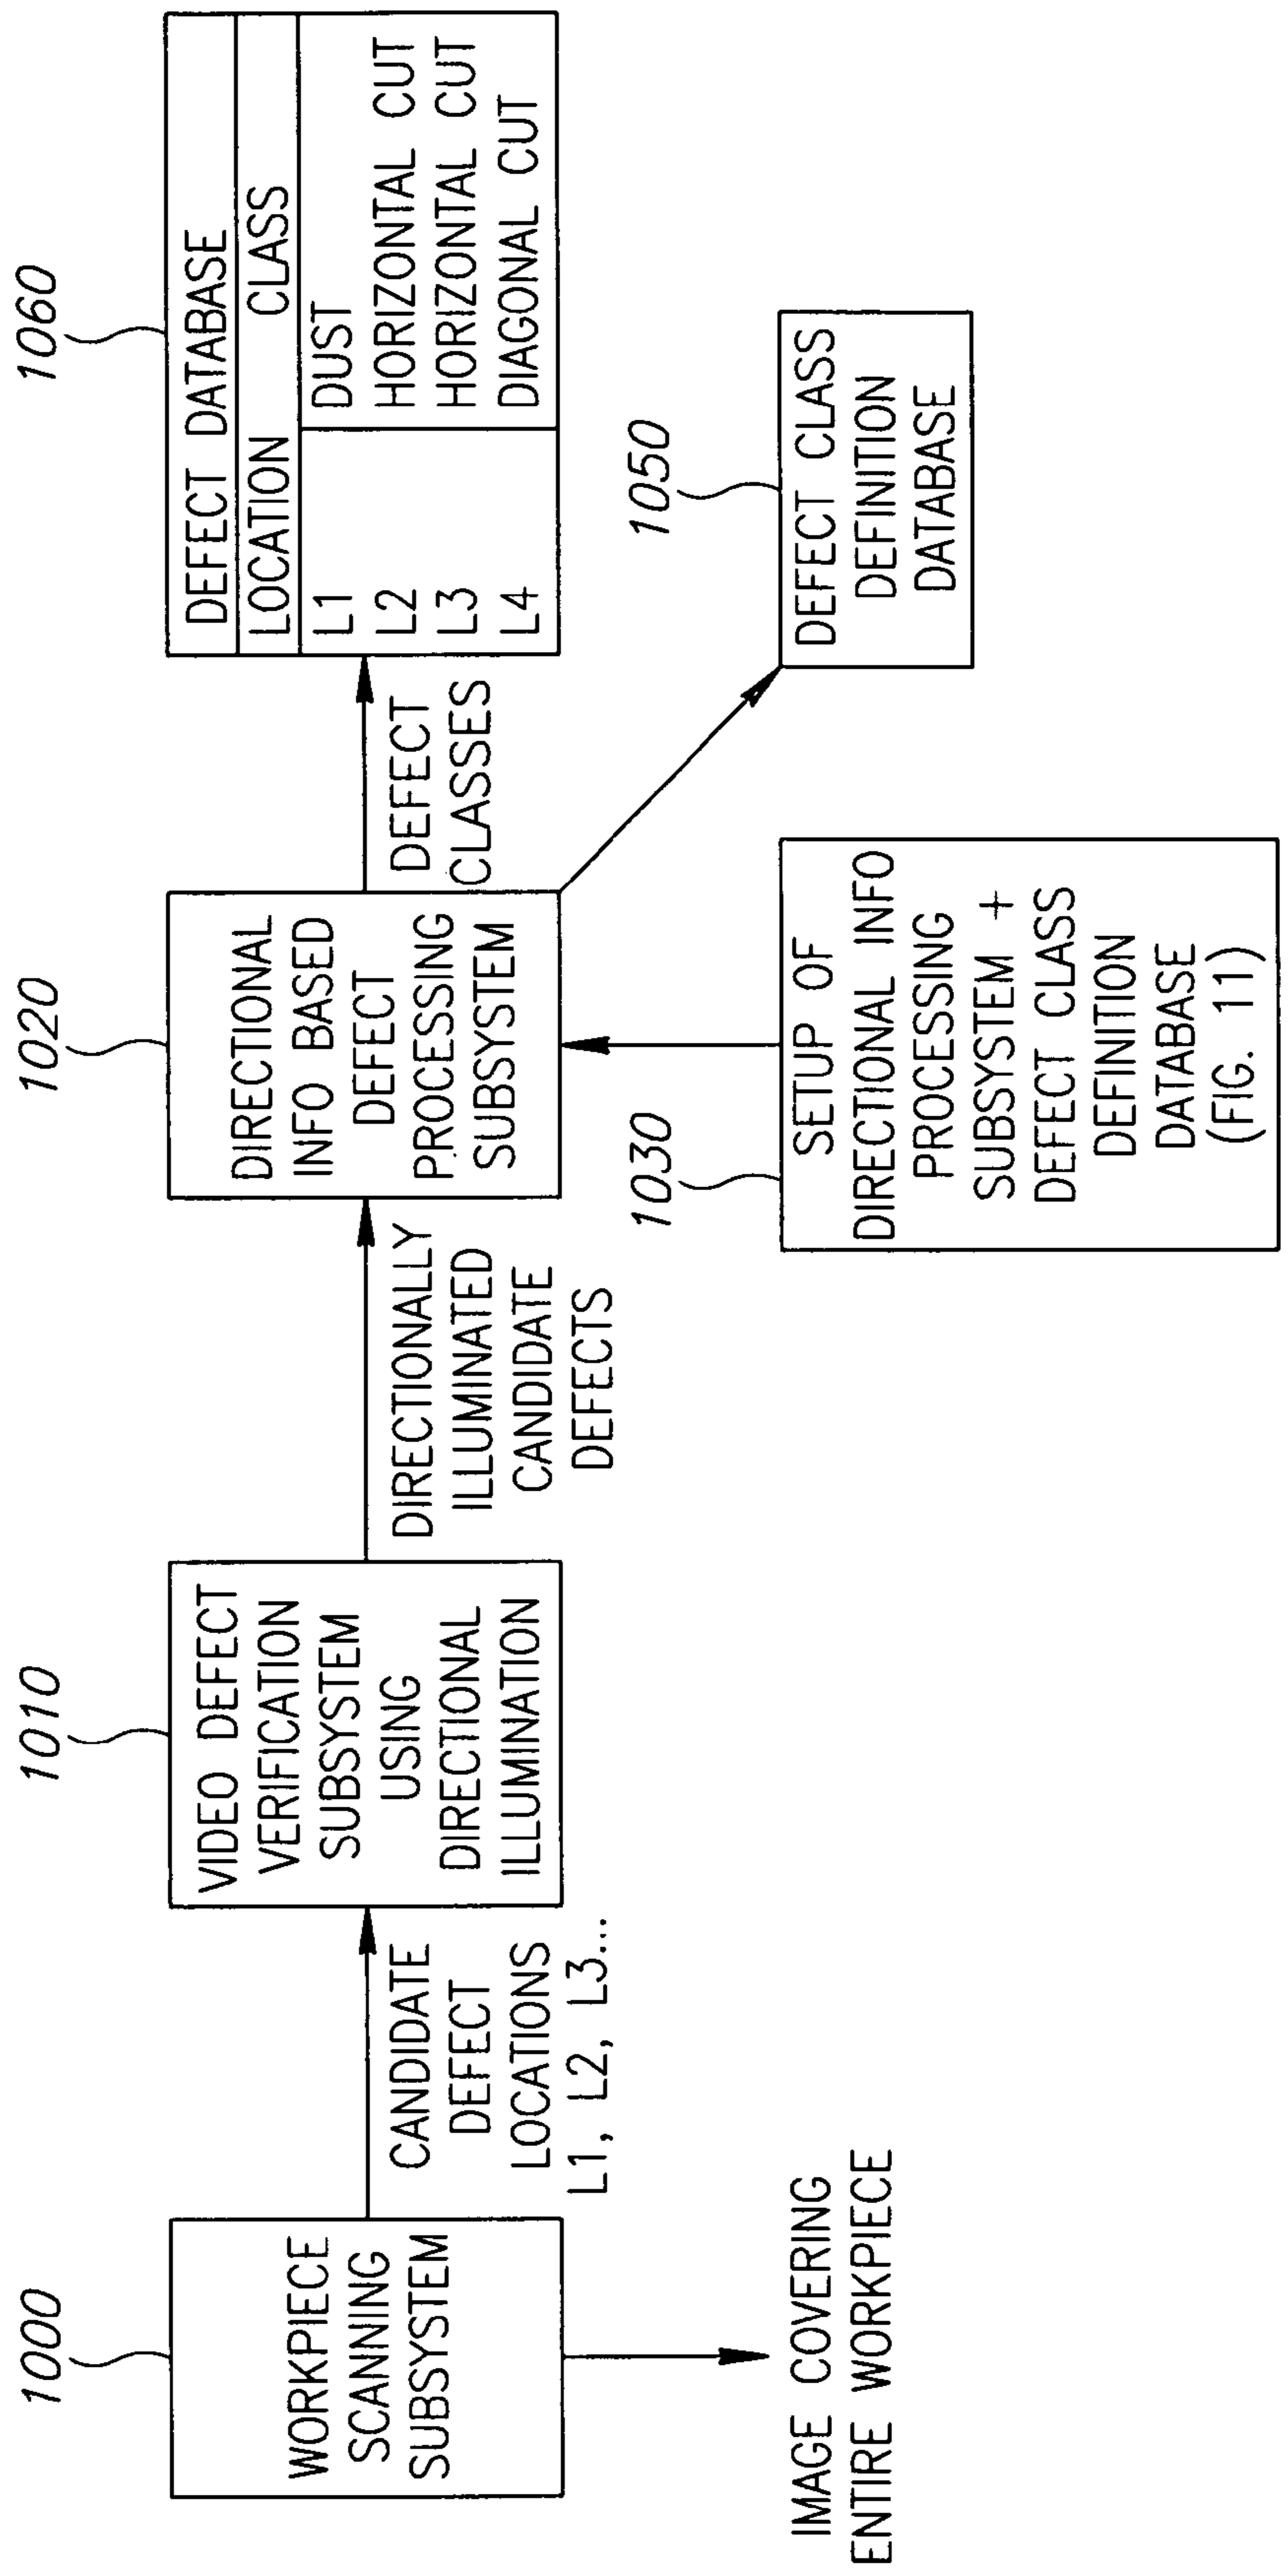 1000
WORKPIECE
SCANNING
SUBSYSTEM
IMAGE COVERING
ENTIRE WORKPIECE
CANDIDATE
DEFECT
LOCATIONS
L1, L2, L3...
1010
VIDEO DEFECT
VERIFICATION
SUBSYSTEM
USING
DIRECTIONAL
ILLUMINATION
DIRECTIONALLY
ILLUMINATED
CANDIDATE
DEFECTS
1020
DIRECTIONAL
INFO BASED
DEFECT
PROCESSING
SUBSYSTEM
1030
SETUP OF
DIRECTIONAL INFO
PROCESSING
SUBSYSTEM +
DEFECT CLASS
DEFINITION
DATABASE
(FIG. 11)
DEFECT
CLASSES
1060
DEFECT DATABASE
LOCATION CLASS
L1 DUST
L2 HORIZONTAL CUT
L3 HORIZONTAL CUT
L4 DIAGONAL CUT
1050
DEFECT CLASS
DEFINITION
DATABASE